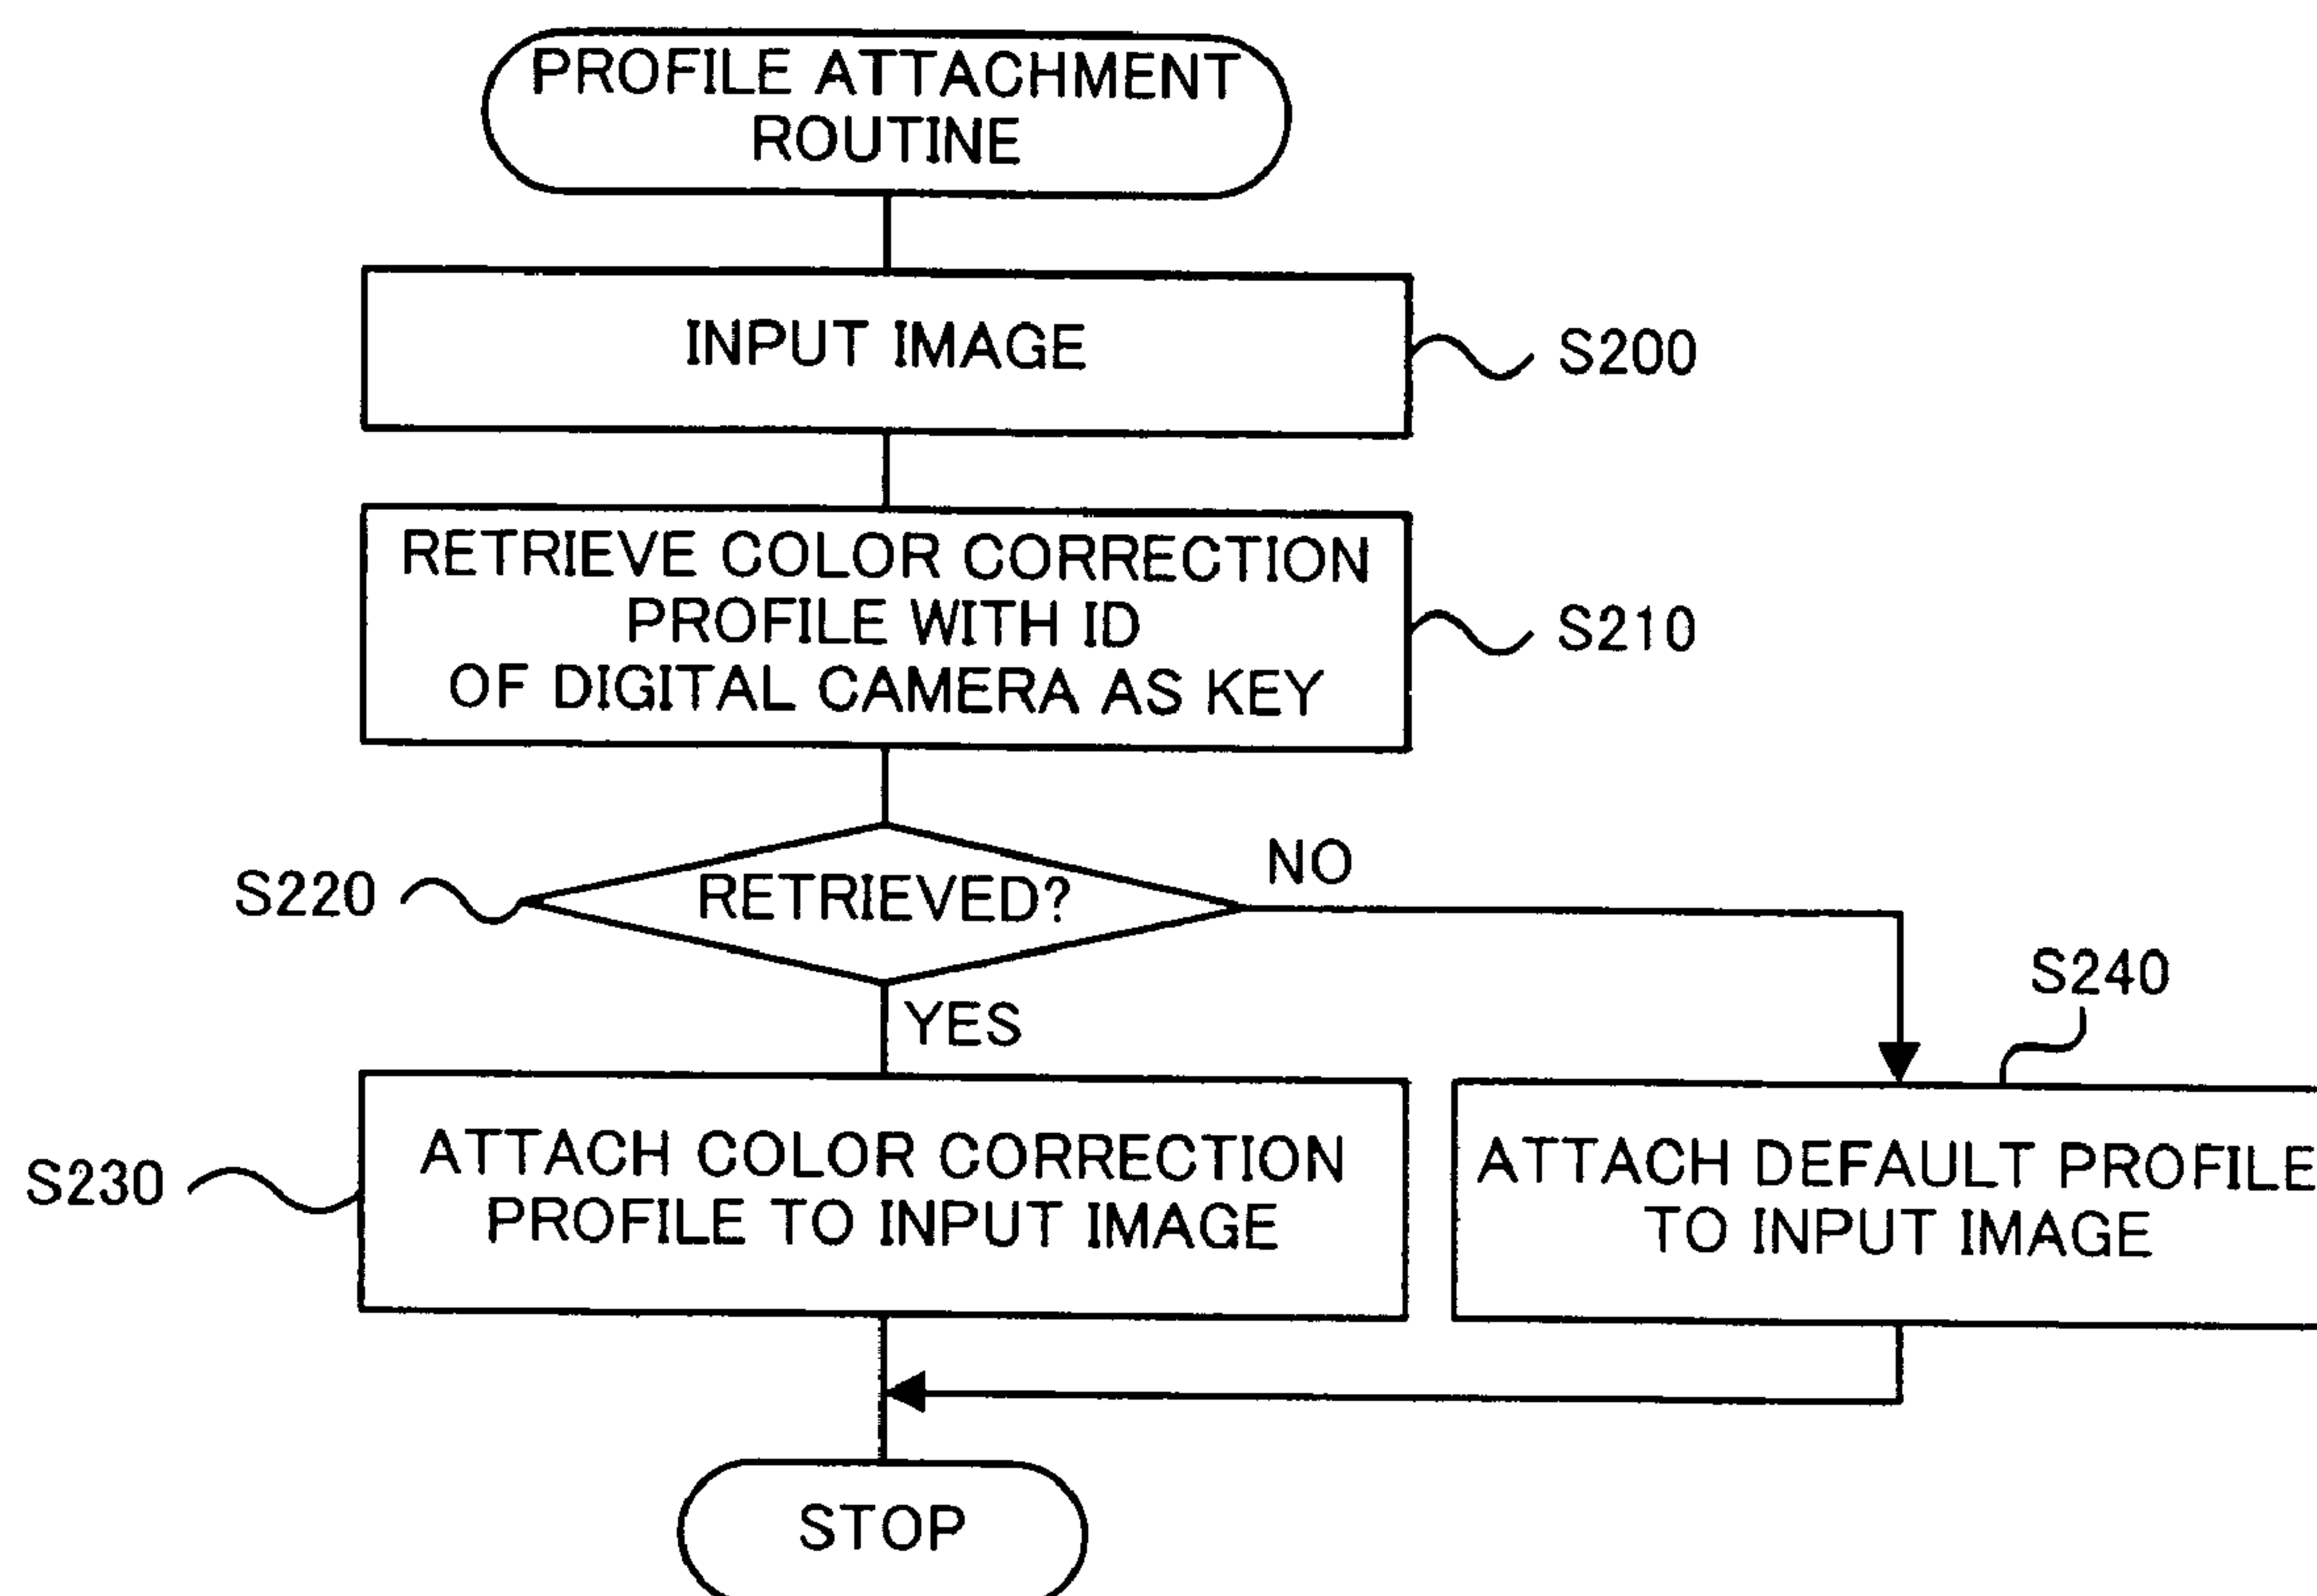 PROFILE ATTACHMENT
ROUTINE
INPUT IMAGE
S200
RETRIEVE COLOR CORRECTION
PROFILE WITH ID
OF DIGITAL CAMERA AS KEY
S210
S220
RETRIEVED?
NO
YES
S240
S230
ATTACH COLOR CORRECTION
PROFILE TO INPUT IMAGE
ATTACH DEFAULT PROFILE
TO INPUT IMAGE
STOP